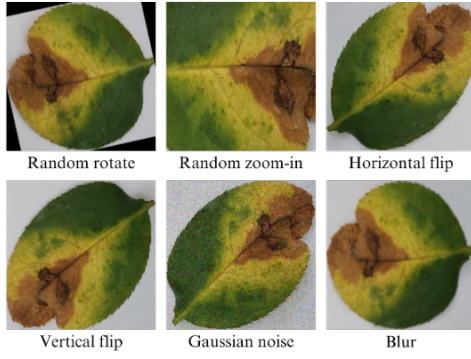 Random rotate
Random zoom-in
Horizontal flip
Vertical flip
Gaussian noise
Blur